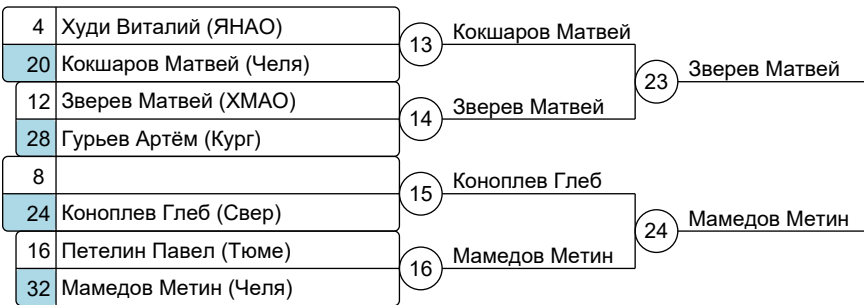 4 Худи Виталий (ЯНАО)
13 Кокшаров Матвей
20 Кокшаров Матвей (Челя)
23 Зверев Матвей
12 Зверев Матвей (ХМАО)
14 Зверев Матвей
28 Гурьев Артём (Кург)
8
15 Коноплев Глеб
24 Коноплев Глеб (Свер)
24 Мамедов Метин
16 Петелин Павел (Тюме)
16 Мамедов Метин
32 Мамедов Метин (Челя)